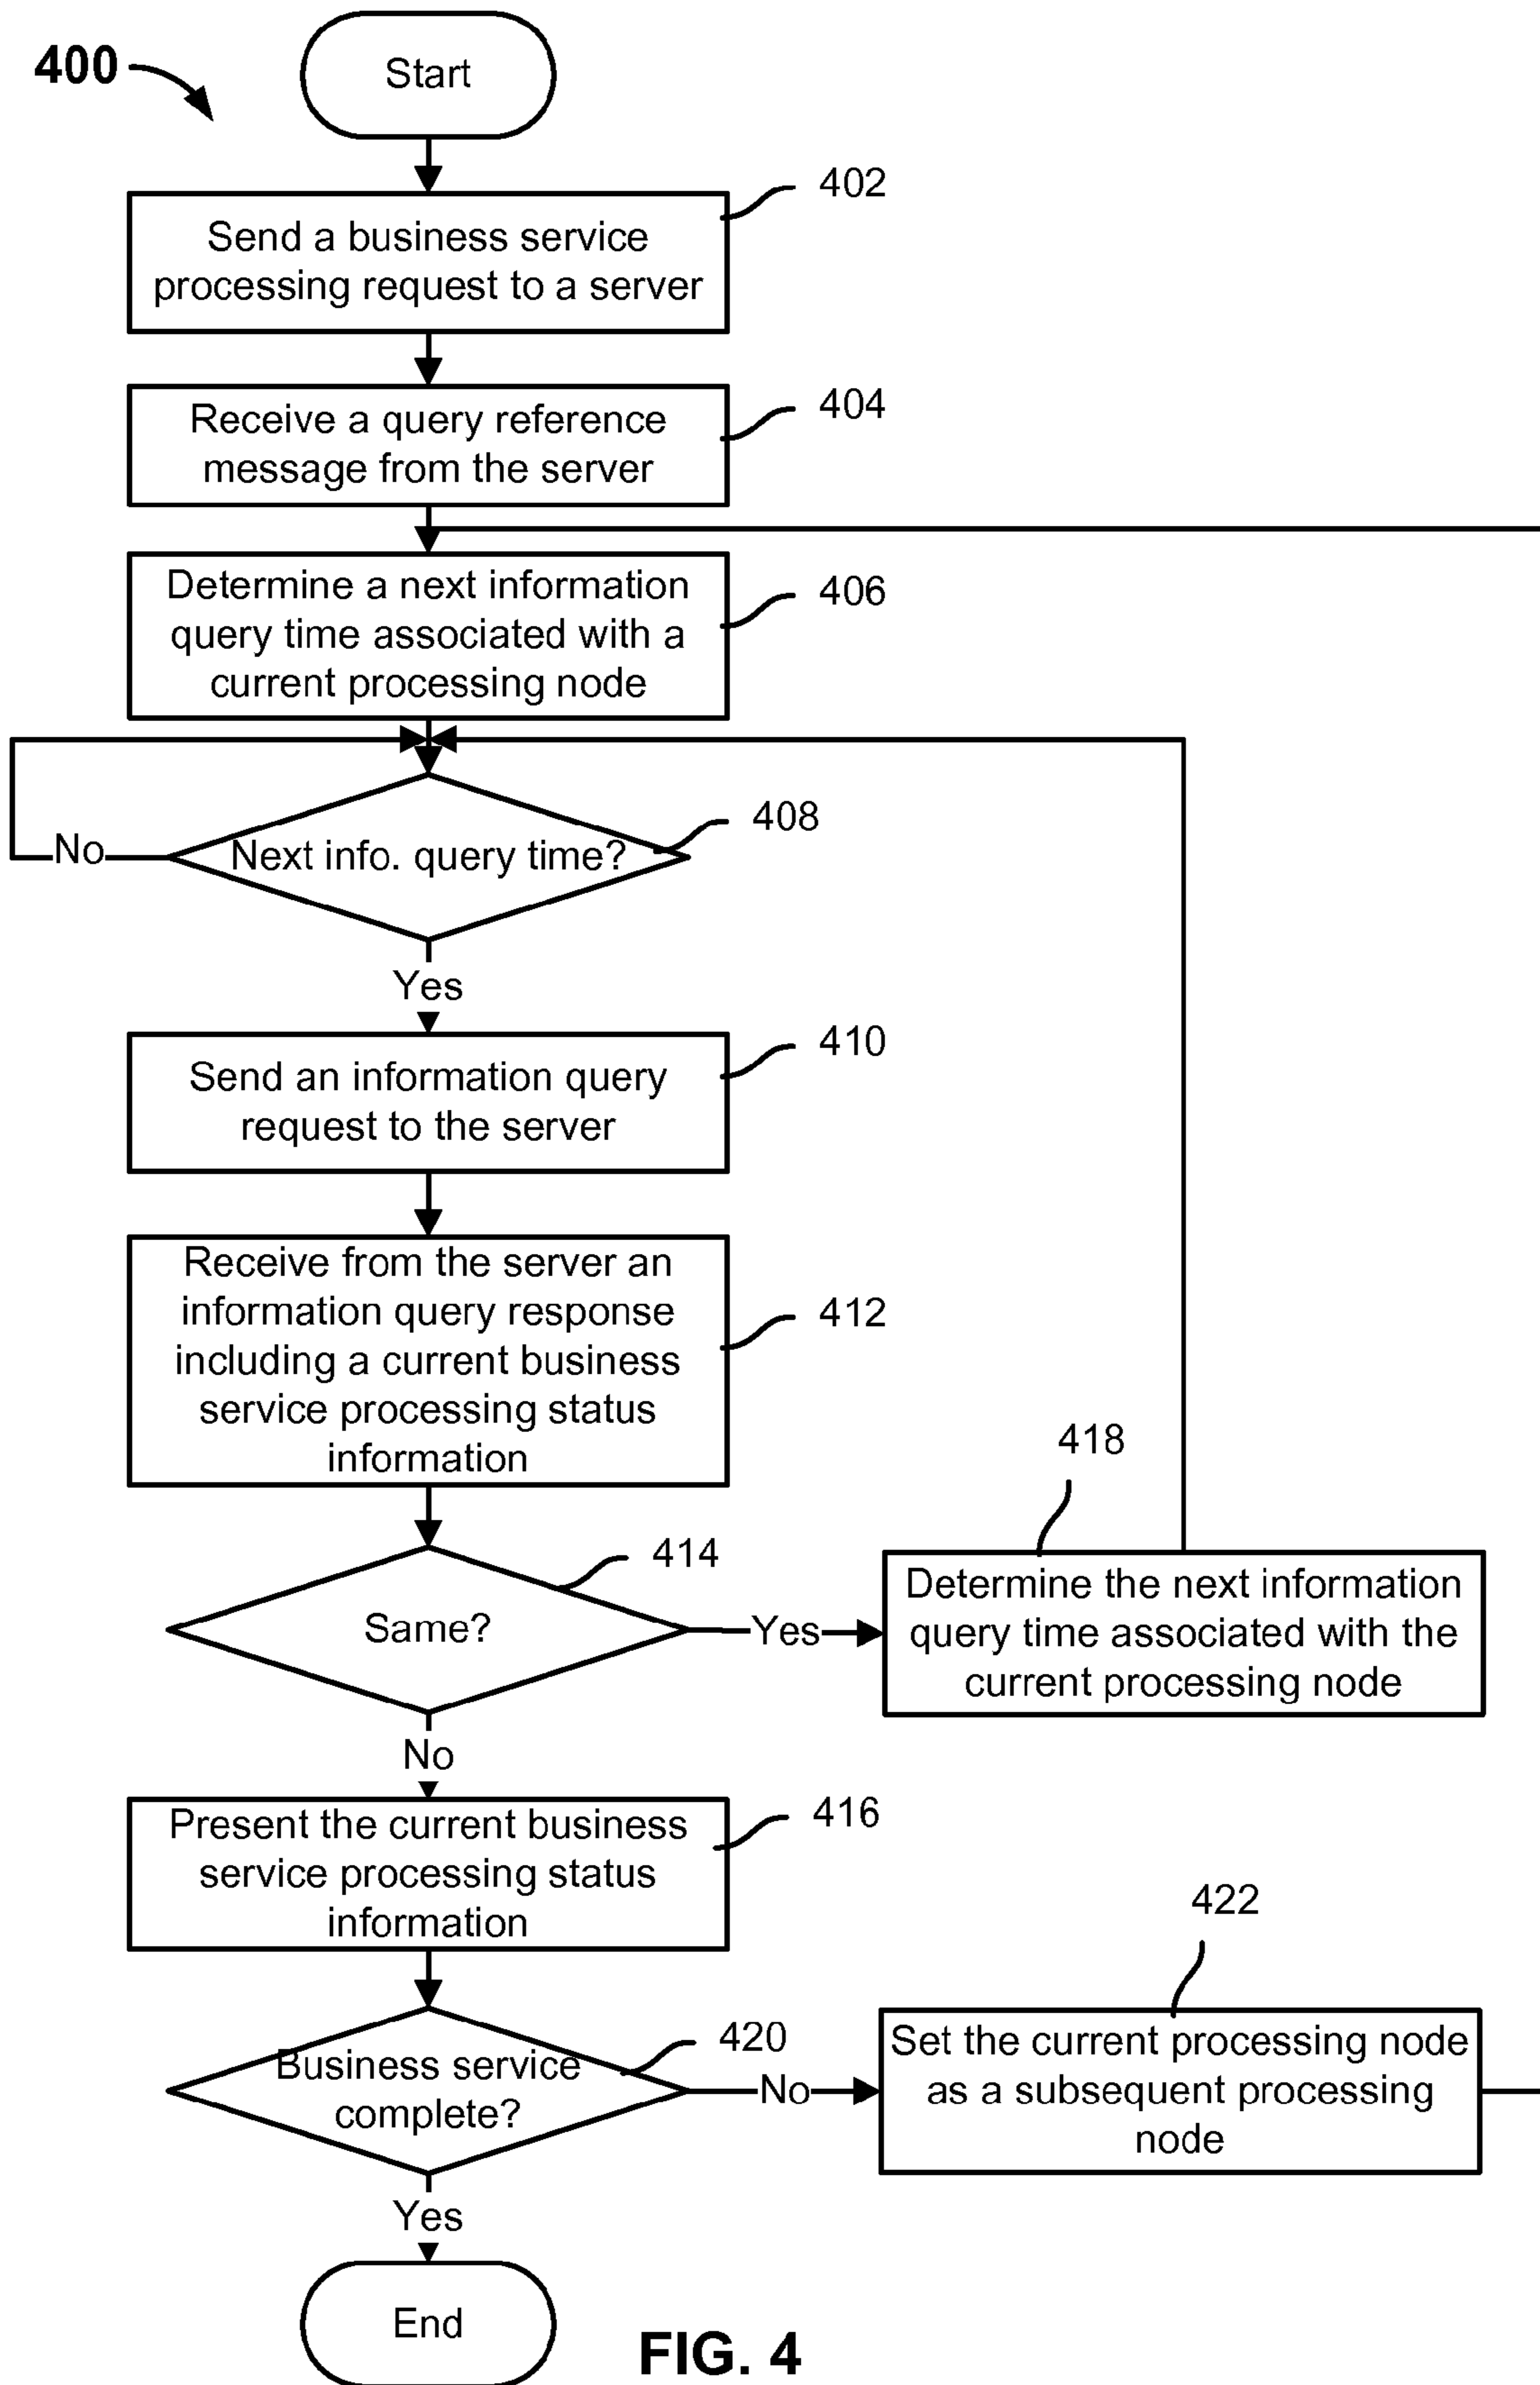 400
Start
402
Send a business service
processing request to a server
404
Receive a query reference
message from the server
406
Determine a next information
query time associated with a
current processing node
408
Next info. query time?
No
Yes
410
Send an information query
request to the server
412
Receive from the server an
information query response
including a current business
service processing status
information
414
Same?
Yes
418
Determine the next information
query time associated with the
current processing node
No
416
Present the current business
service processing status
information
420
Business service
complete?
No
422
Set the current processing node
as a subsequent processing
node
Yes
End
FIG. 4